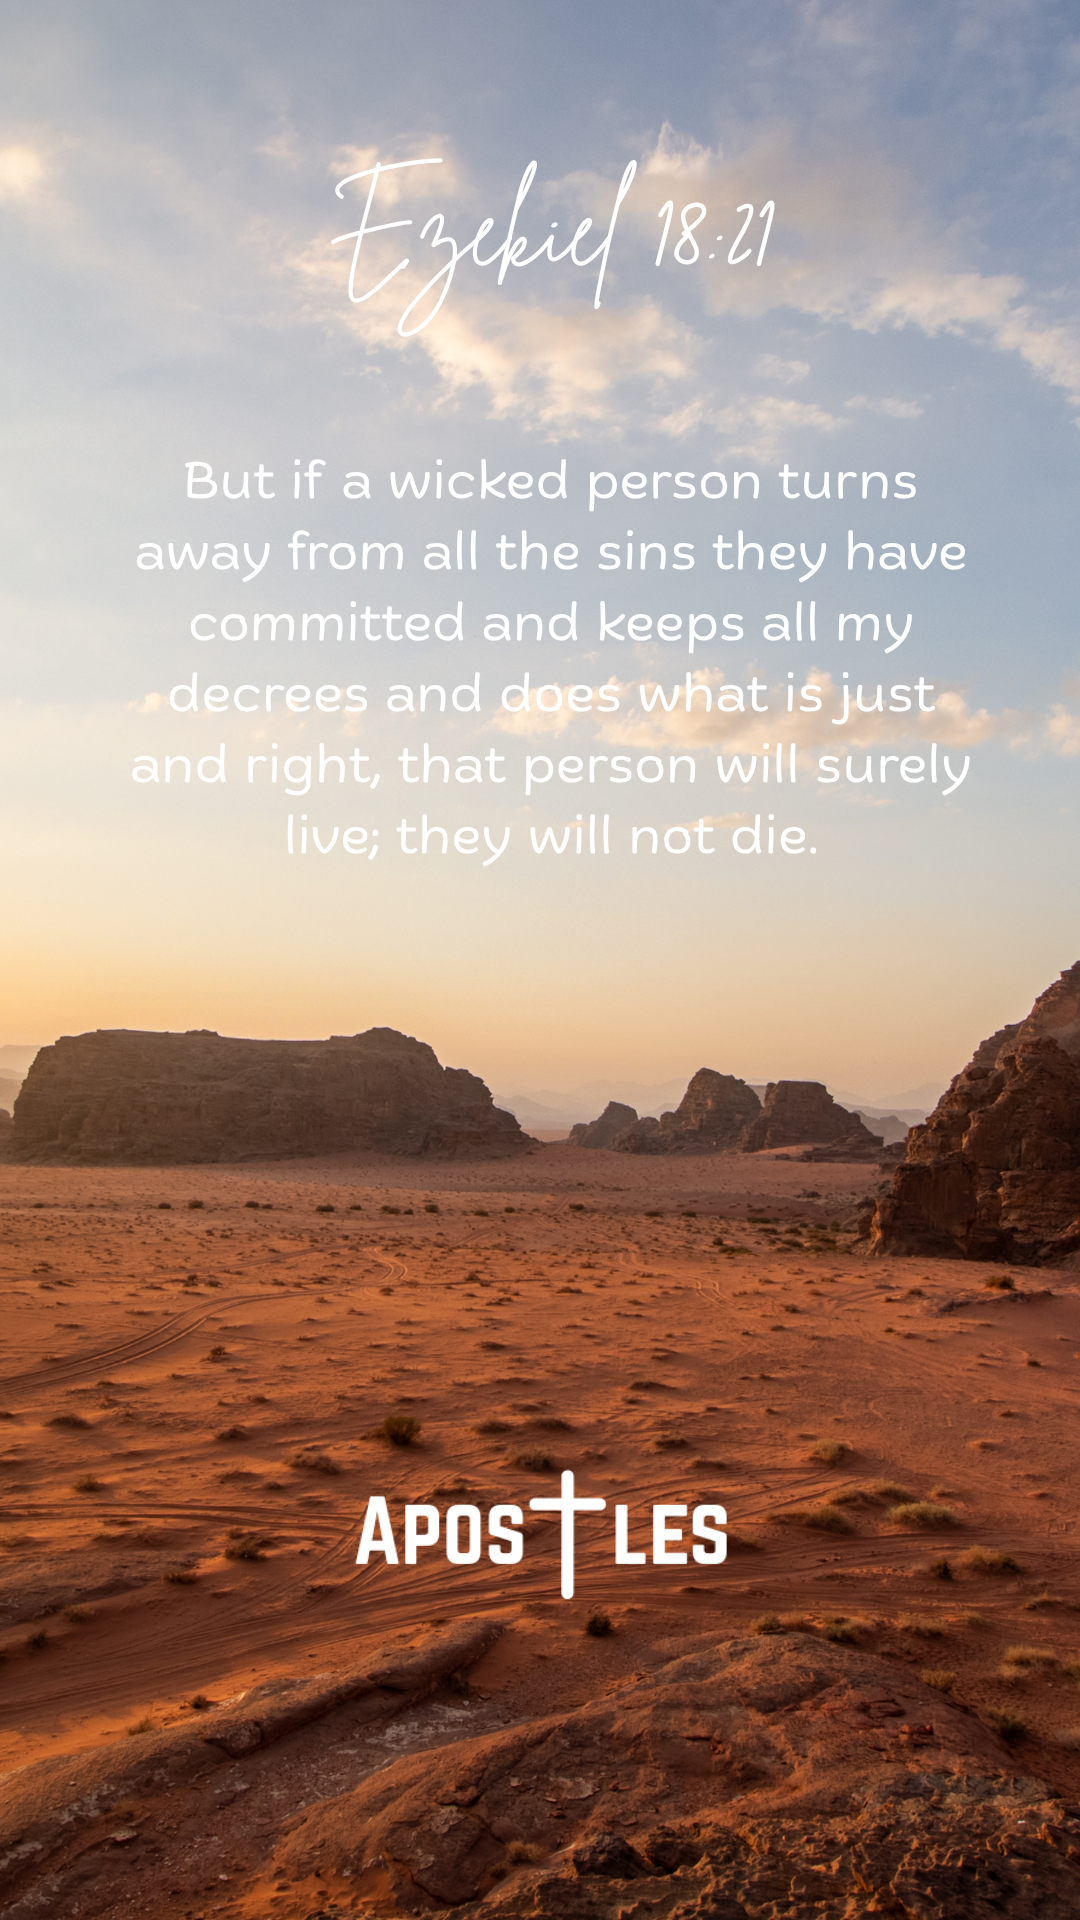 Ezekiel 18:21
But if a wicked person turns
away from all the sins they have
committed and keeps all my
decrees and does what is just
and right, that person will surely
live; they will not die.
APOSTLES